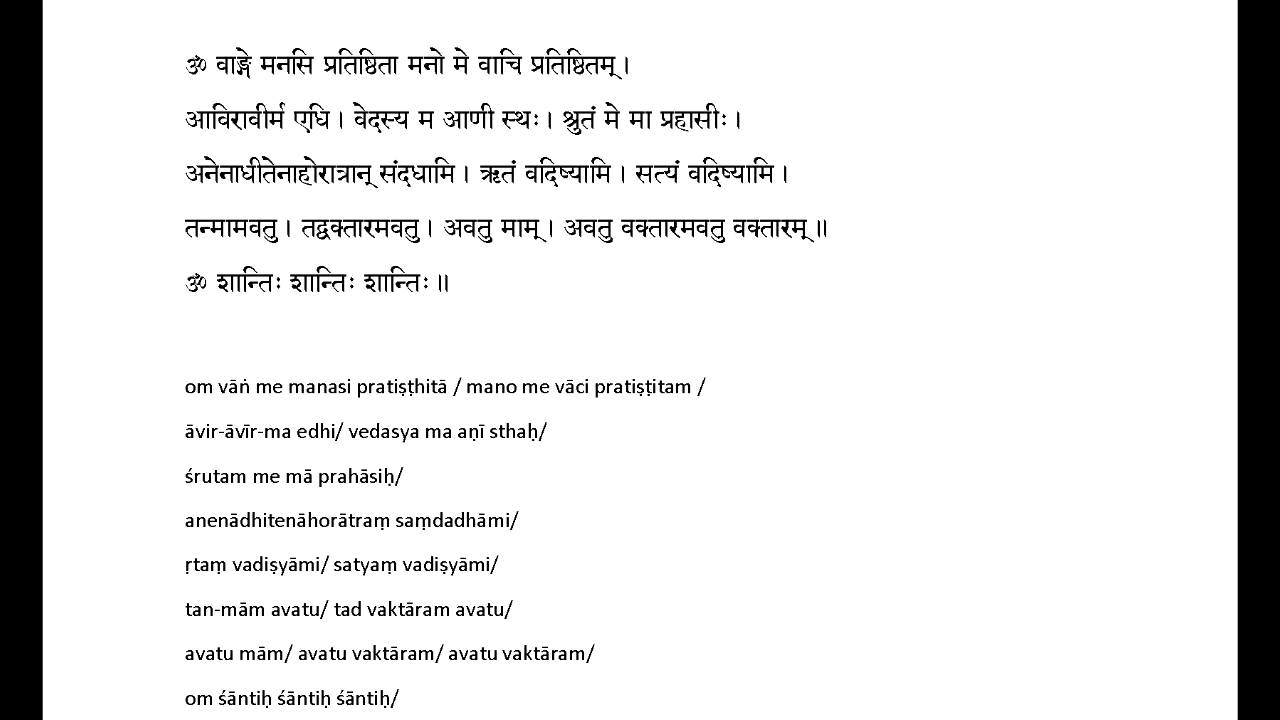 ॐ वाङ्मे मनसि प्रतिष्ठिता मनो मे वाचि प्रतिष्ठितम् ।
आविरावीर्म एधि । वेदस्य म आणी स्थः । श्रुतं मे मा प्रहासीः ।
अनेनाधीतेनाहोरात्रान् संदधामि । ऋतं वदिष्यामि । सत्यं वदिष्यामि ।
तन्मामवतु । तद्वक्तारमवतु । अवतु माम् । अवतु वक्तारमवतु वक्तारम् ॥
ॐ शान्तिः शान्तिः शान्तिः ॥
om vāṅ me manasi pratiṣṭhitā / mano me vāci pratiṣṭitam /
āvir-āvīr-ma edhi/ vedasya ma aṇī sthaḥ/
śrutam me mā prahāsiḥ/
anenādhitenāhorātraṃ saṃdadhāmi/
ṛtaṃ vadiṣyāmi/ satyaṃ vadiṣyāmi/
tan-mām avatu/ tad vaktāram avatu/
avatu mām/ avatu vaktāram/ avatu vaktāram/
om śāntiḥ śāntiḥ śāntiḥ/